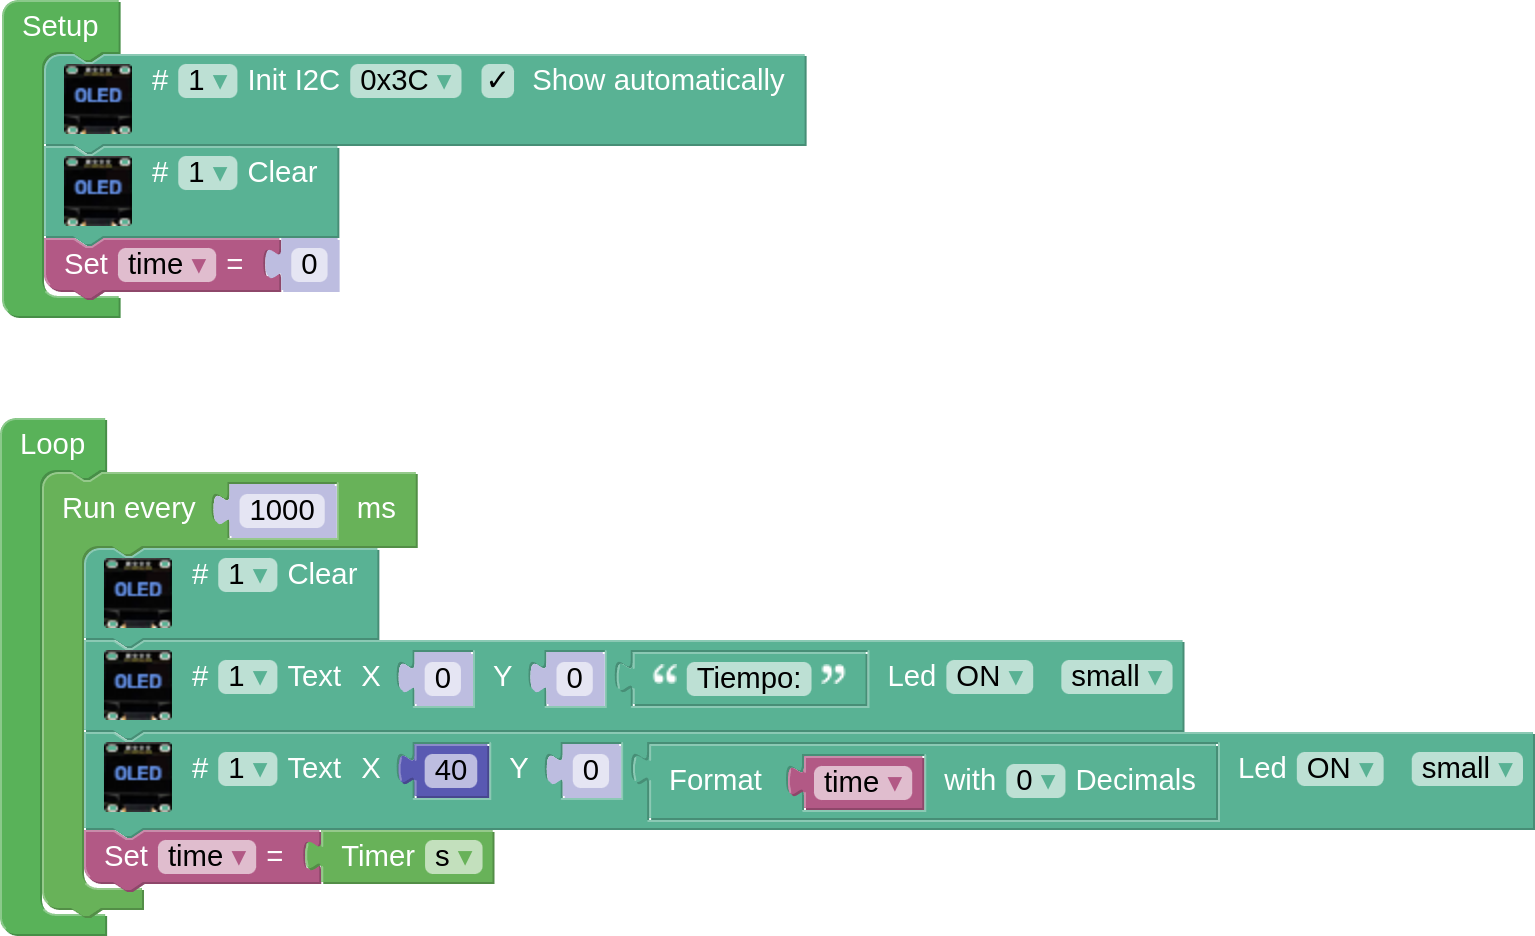 Setup
OLED # 1 ▼ Init I2C 0x3C ▼ ✓ Show automatically
OLED # 1 ▼ Clear
Set time ▼ = 0
Loop
Run every 1000 ms
OLED # 1 ▼ Clear
OLED # 1 ▼ Text X 0 Y 0 “ Tiempo: ” Led ON ▼ small ▼
OLED # 1 ▼ Text X 40 Y 0 Format time ▼ with 0 ▼ Decimals Led ON ▼ small ▼
Set time ▼ = Timer s ▼